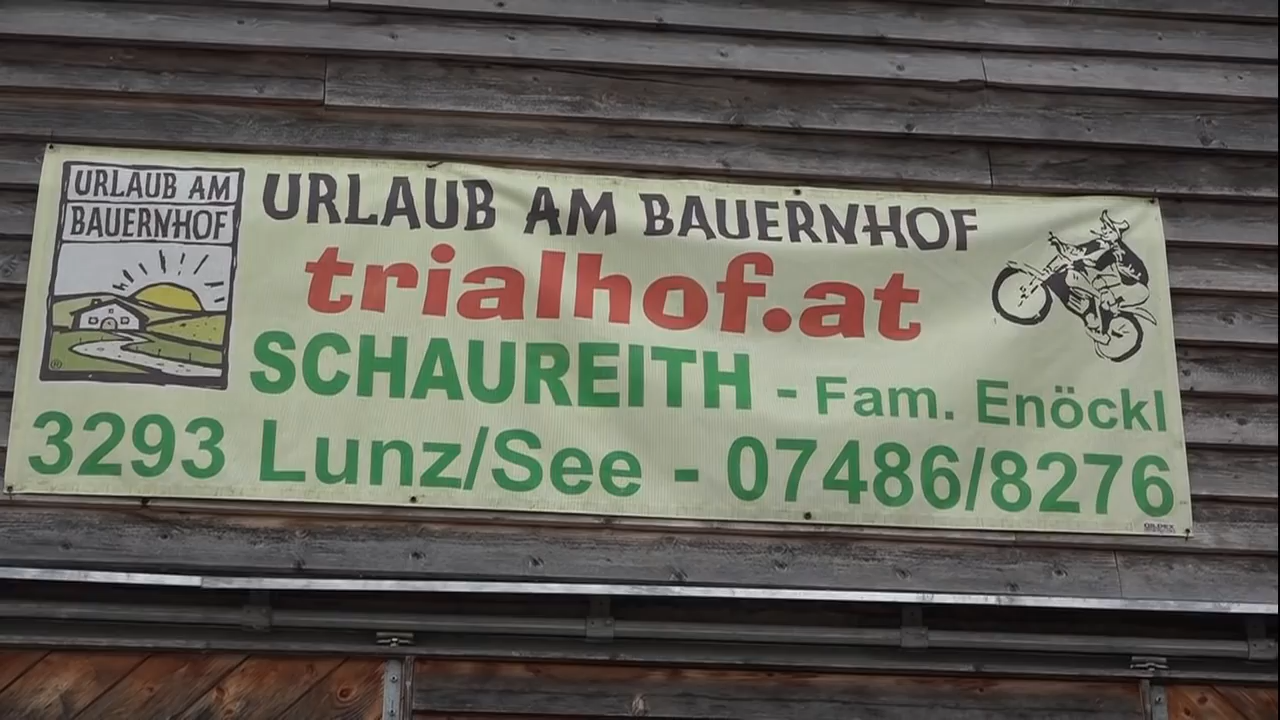 URLAUB AM
BAUERNHOF
URLAUB AM BAUERNHOF
trialhof.at
SCHAUREITH - Fam. Enöckl
3293 Lunz/See - 07486/8276